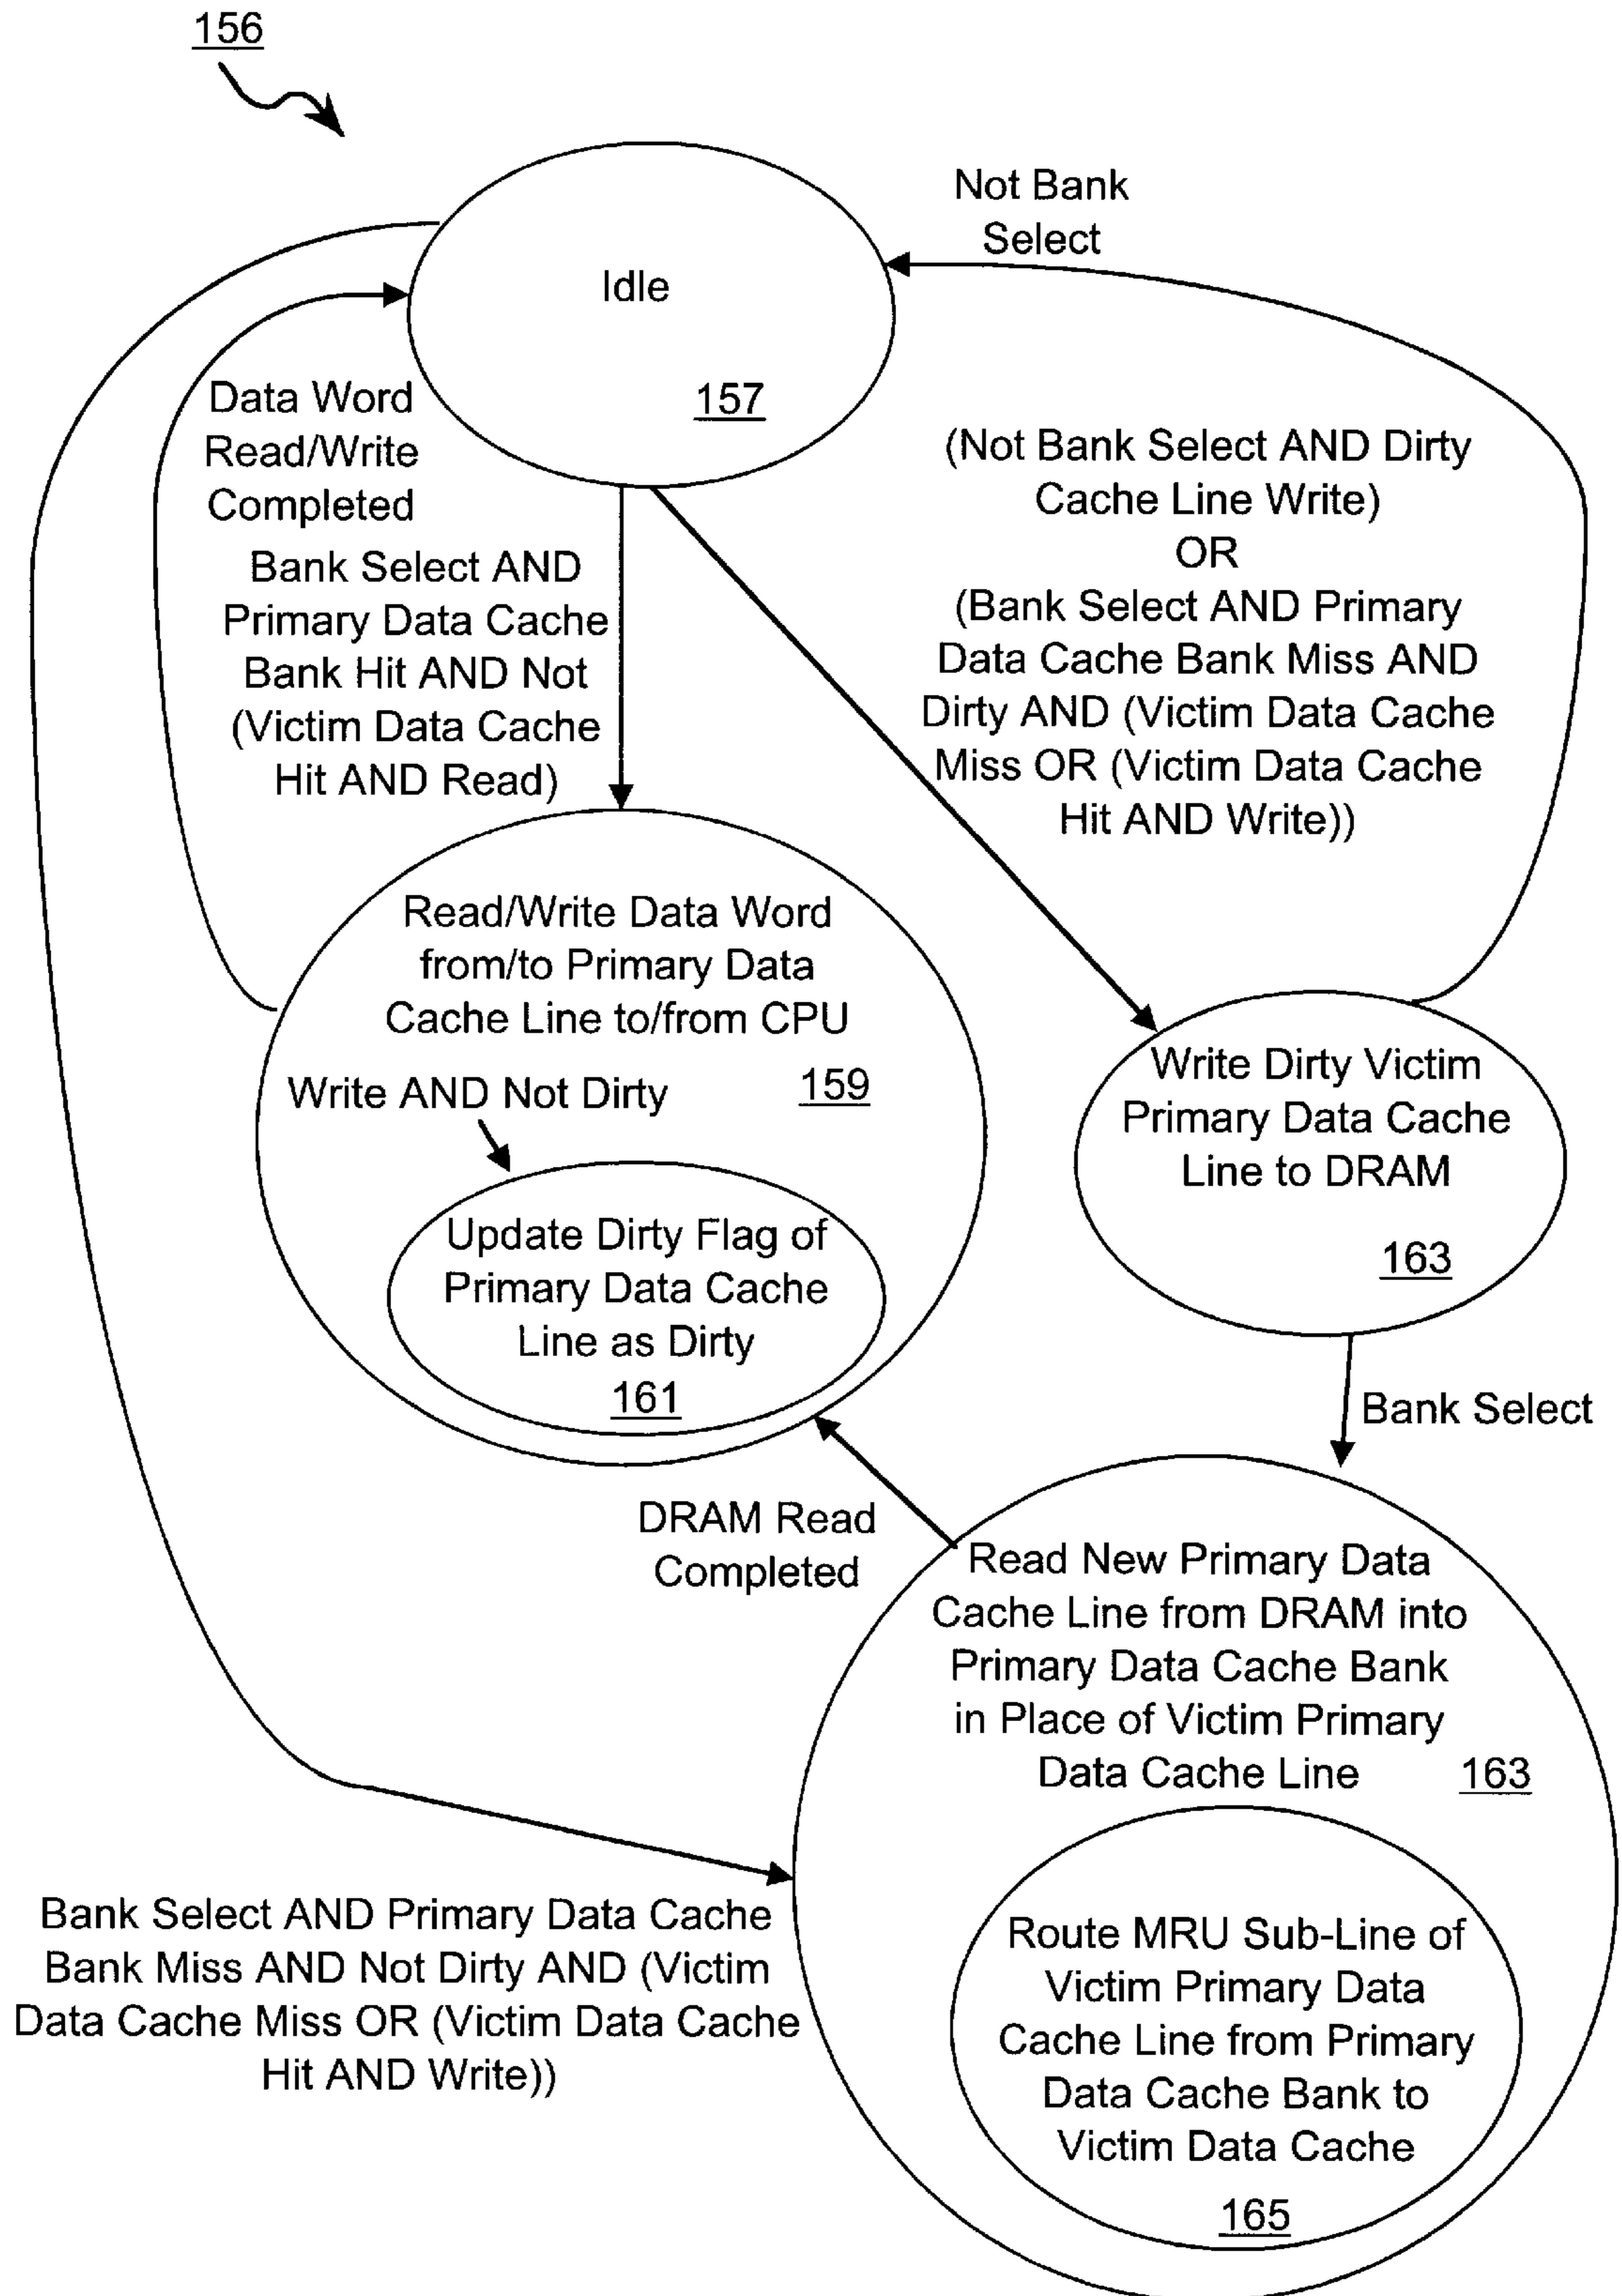 156
Not Bank
Select
Idle
157
Data Word
Read/Write
Completed
(Not Bank Select AND Dirty
Cache Line Write)
OR
(Bank Select AND Primary
Data Cache Bank Miss AND
Dirty AND (Victim Data Cache
Miss OR (Victim Data Cache
Hit AND Write))
Bank Select AND
Primary Data Cache
Bank Hit AND Not
(Victim Data Cache
Hit AND Read)
Read/Write Data Word
from/to Primary Data
Cache Line to/from CPU
159
Write AND Not Dirty
Update Dirty Flag of
Primary Data Cache
Line as Dirty
161
Write Dirty Victim
Primary Data Cache
Line to DRAM
163
Bank Select
DRAM Read
Completed
Read New Primary Data
Cache Line from DRAM into
Primary Data Cache Bank
in Place of Victim Primary
Data Cache Line
163
Bank Select AND Primary Data Cache
Bank Miss AND Not Dirty AND (Victim
Data Cache Miss OR (Victim Data Cache
Hit AND Write))
Route MRU Sub-Line of
Victim Primary Data
Cache Line from Primary
Data Cache Bank to
Victim Data Cache
165